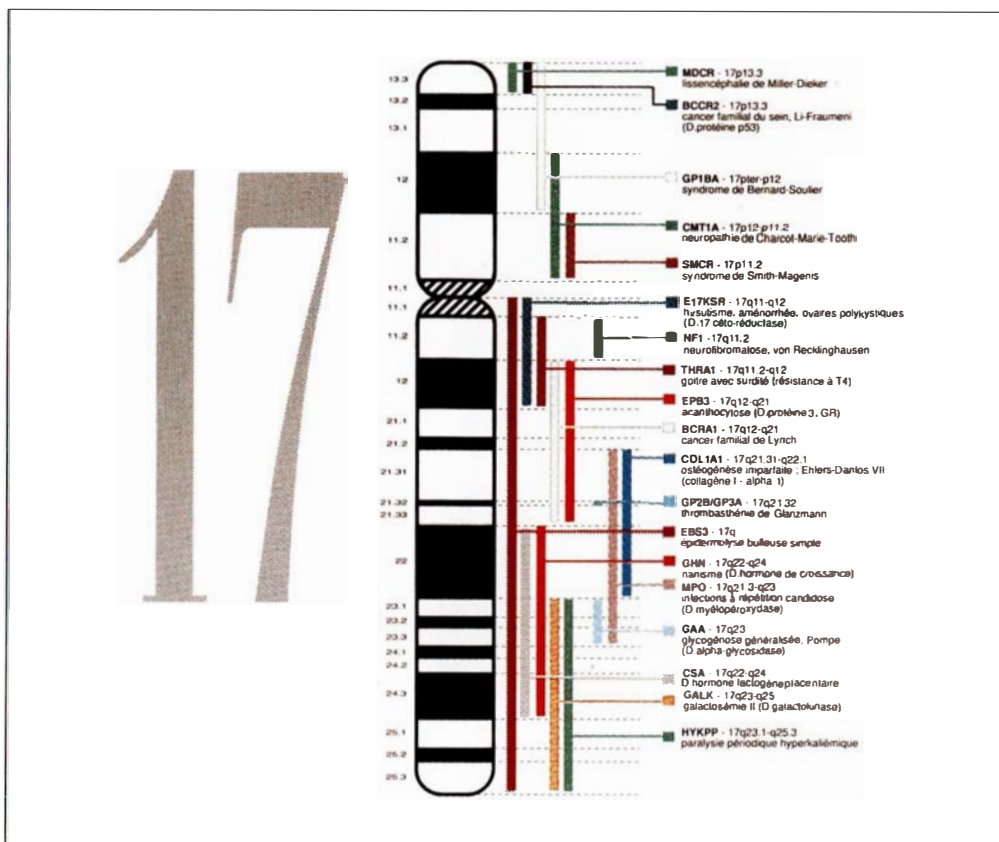 17
13.3
13.2
13.1
12
11.2
11.1
11.1
11.2
12
21.1
21.2
21.31
21.32
21.33
22
23.1
23.2
23.3
24.1
24.2
24.3
25.1
25.2
25.3
MDCR - 17p13.3
lissencéphalie de Miller-Dieker
BCCR2 - 17p13.3
cancer familial du sein, Li-Fraumeni
(D.protéine p53)
GP1BA - 17pter-p12
syndrome de Bernard-Soulier
CMT1A - 17p12-p11.2
neuropathie de Charcot-Marie-Tooth
SMCR - 17p11.2
syndrome de Smith-Magenis
E17KSR - 17q11-q12
hirsutisme, aménorrhée, ovaires polykystiques
(D.17 céto-réductase)
NF1 - 17q11.2
neurofibromatose, von Recklinghausen
THRA1 - 17q11.2-q12
goitre avec surdité (résistance à T4)
EPB3 - 17q12-q21
acanthocytose (D.protéine 3, GR)
BCRA1 - 17q12-q21
cancer familial de Lynch
COL1A1 - 17q21.31-q22.1
ostéogénèse imparfaite ; Ehlers-Danlos VII
(collagène I - alpha 1)
GP2B/GP3A - 17q21.32
thrombasthénie de Glanzmann
EBS3 - 17q
épidermolyse bulleuse simple
GHN - 17q22-q24
nanisme (D.hormone de croissance)
MPO - 17q21.3-q23
infections à répétition candidose
(D myélopéroxydase)
GAA - 17q23
glycogénose généralisée, Pompe
(D alpha-glycosidase)
CSA - 17q22-q24
D hormone lactogène placentaire
GALK - 17q23-q25
galactosémie II (D galactokinase)
HYKPP - 17q23.1-q25.3
paralysie périodique hyperkaliémique